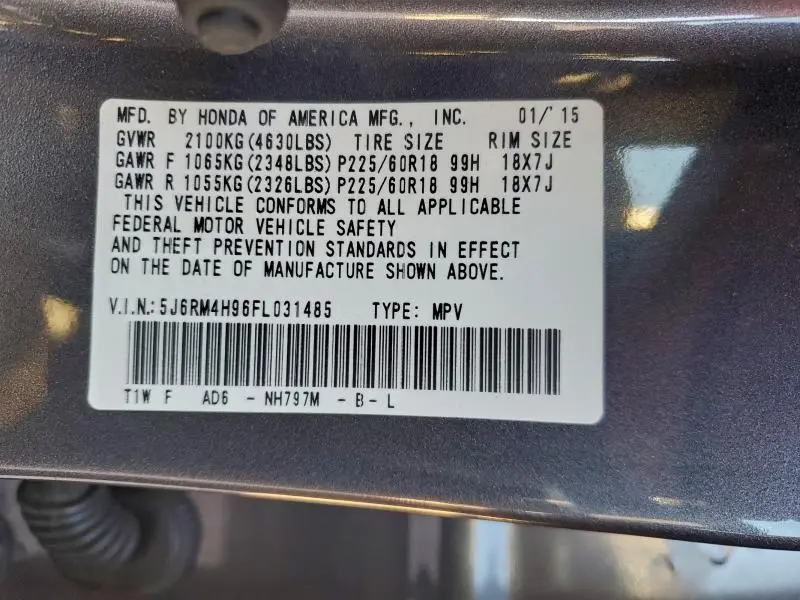 MFD. BY HONDA OF AMERICA MFG., INC. 01/'15
GVWR 2100KG(4630LBS) TIRE SIZE RIM SIZE
GAWR F 1065KG(2348LBS) P225/60R18 99H 18X7J
GAWR R 1055KG(2326LBS) P225/60R18 99H 18X7J
THIS VEHICLE CONFORMS TO ALL APPLICABLE
FEDERAL MOTOR VEHICLE SAFETY
AND THEFT PREVENTION STANDARDS IN EFFECT
ON THE DATE OF MANUFACTURE SHOWN ABOVE.
V.I.N.: 5J6RM4H96FL031485 TYPE: MPV
T1W F AD6 - NH797M - B - L